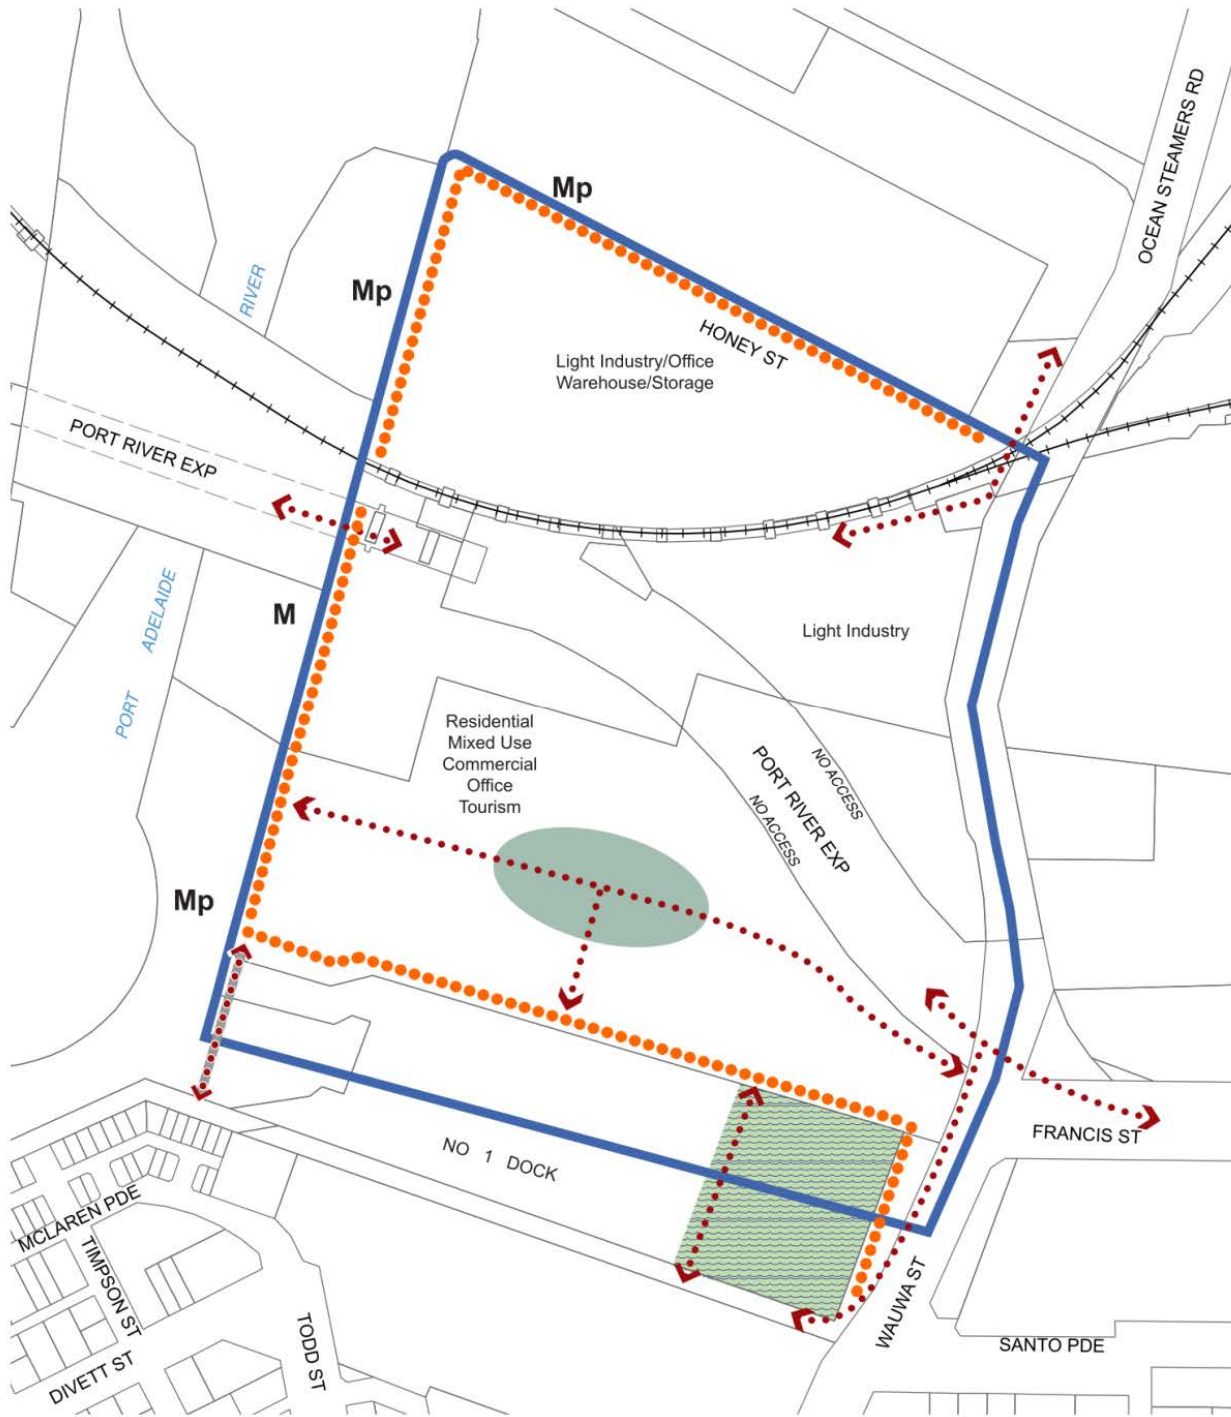 OCEAN STEAMERS RD
Mp
Mp
RIVER
HONEY ST
Light Industry/Office
Warehouse/Storage
PORT RIVER EXP
M
ADELAIDE
PORT
Light Industry
Residential
Mixed Use
Commercial
Office
Tourism
NO ACCESS
PORT RIVER EXP
NO ACCESS
Mp
FRANCIS ST
NO 1 DOCK
MCLAREN PDE
TIMPSON ST
DIVETT ST
TODD ST
WAUWA ST
SANTO PDE